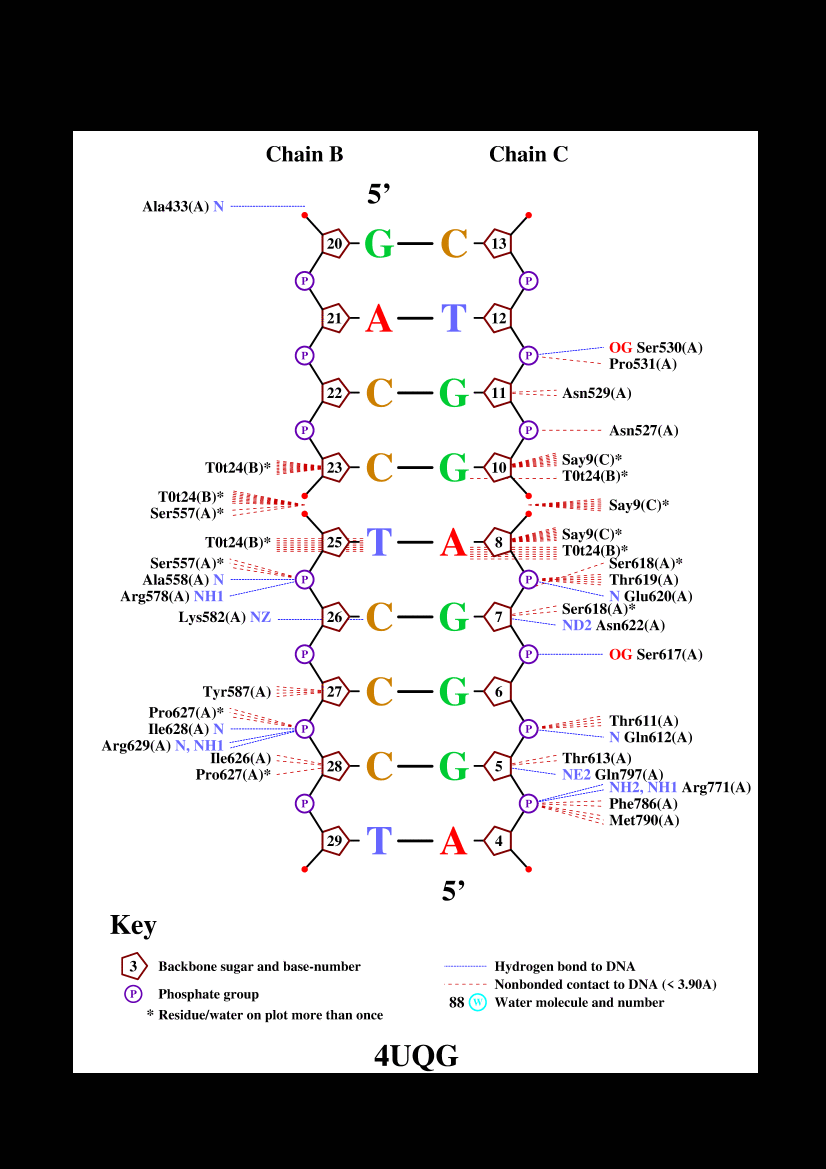 Chain B Chain C
5’
Ala433(A) N
20 G C 13
P P
21 A T 12
P P OG Ser530(A)
Pro531(A)
22 C G 11 Asn529(A)
P P Asn527(A)
Say9(C)*
T0t24(B)* 23 C G 10
T0t24(B)*
T0t24(B)*
Say9(C)*
Ser557(A)*
Say9(C)*
T0t24(B)* 25 T A 8
T0t24(B)*
Ser557(A)* Ser618(A)*
Ala558(A) N P P Thr619(A)
Arg578(A) NH1 N Glu620(A)
Ser618(A)*
Lys582(A) NZ 26 C G 7
ND2 Asn622(A)
P P OG Ser617(A)
Tyr587(A) 27 C G 6
Pro627(A)* Thr611(A)
Ile628(A) N P P
N Gln612(A)
Arg629(A) N, NH1
Ile626(A) Thr613(A)
28 C G 5
Pro627(A)* NE2 Gln797(A)
NH2, NH1 Arg771(A)
P P Phe786(A)
Met790(A)
29 T A 4
5’
Key
3 Backbone sugar and base-number
P Phosphate group
* Residue/water on plot more than once
Hydrogen bond to DNA
Nonbonded contact to DNA (< 3.90A)
88 W Water molecule and number
4UQG